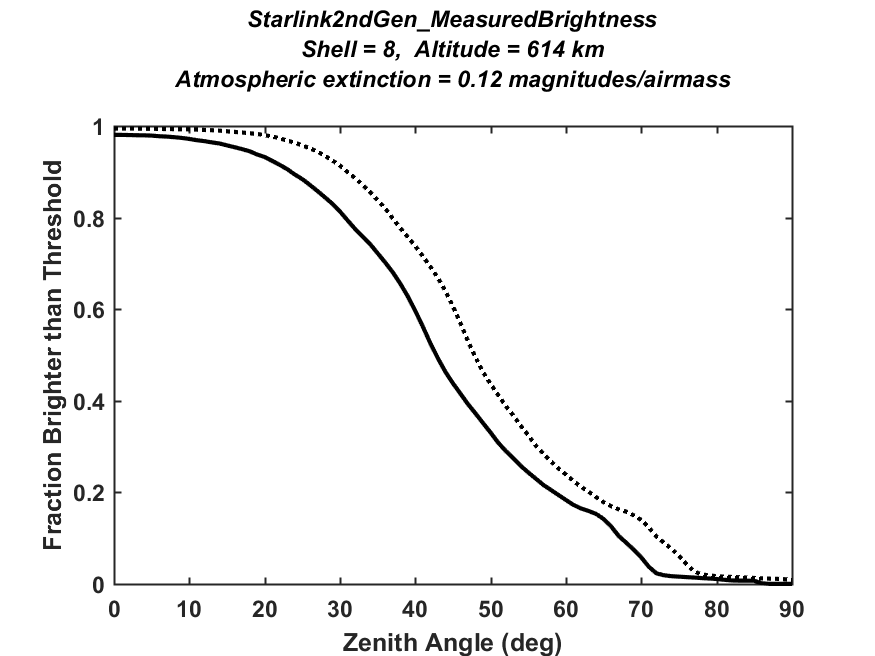 Starlink2ndGen_MeasuredBrightness
Shell = 8, Altitude = 614 km
Atmospheric extinction = 0.12 magnitudes/airmass
Fraction Brighter than Threshold
1
0.8
0.6
0.4
0.2
0
0 10 20 30 40 50 60 70 80 90
Zenith Angle (deg)